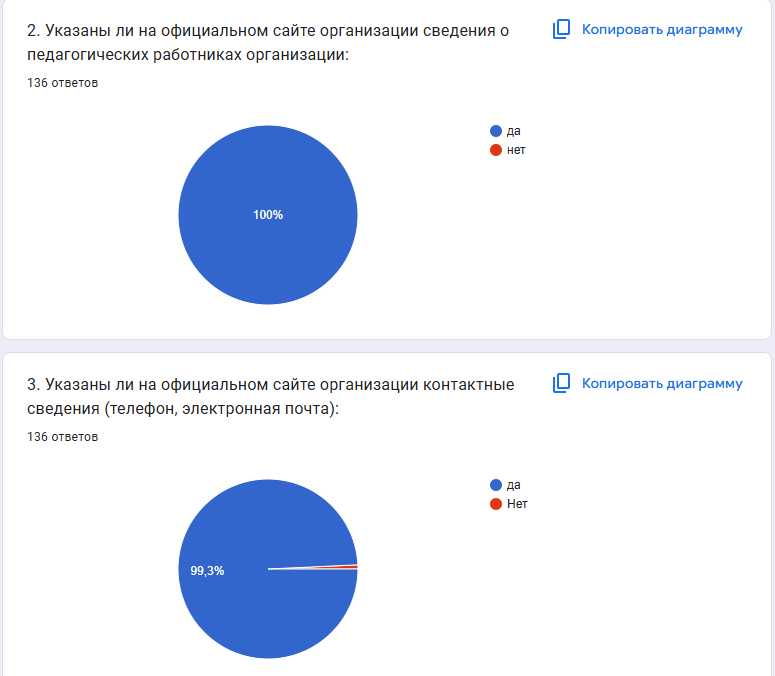 2. Указаны ли на официальном сайте организации сведения о
педагогических работниках организации:
Копировать диаграмму
136 ответов
да
нет
100%
3. Указаны ли на официальном сайте организации контактные
сведения (телефон, электронная почта):
Копировать диаграмму
136 ответов
да
Нет
99,3%